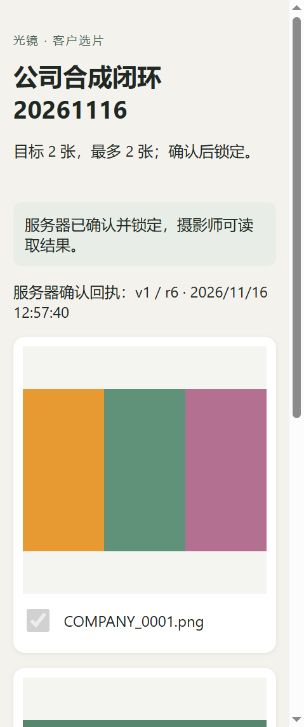 光镜 · 客户选片
公司合成闭环
20261116
目标 2 张，最多 2 张；确认后锁定。
服务器已确认并锁定，摄影师可读
取结果。
服务器确认回执：v1 / r6 · 2026/11/16
12:57:40
COMPANY_0001.png